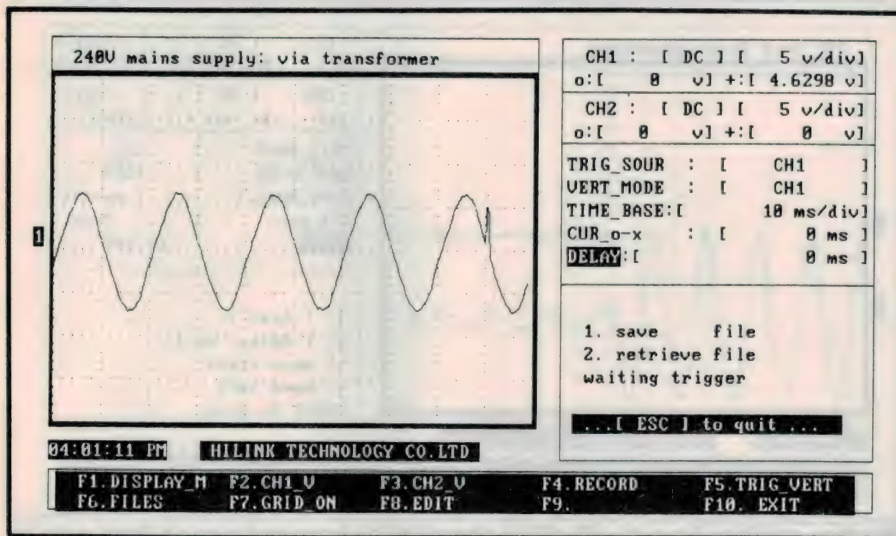 240V mains supply: via transformer
1
04:01:11 PM HILINK TECHNOLOGY CO.LTD
CH1 : [ DC ] [ 5 v/div]
o:[ 0 v] +:[ 4.6290 v]
CH2 : [ DC ] [ 5 v/div]
o:[ 0 v] +:[ 0 v]
TRIG_SOUR : [ CH1 ]
VERT_MODE : [ CH1 ]
TIME_BASE:[ 10 ms/div]
CUR_o-x : [ 0 ms ]
DELAY:[ 0 ms ]
1. save file
2. retrieve file
waiting trigger
...[ ESC ] to quit ...
F1.DISPLAY_M F2.CH1_V F3.CH2_V F4.RECORD F5.TRIG_VERT
F6.FILES F7.GRID_ON F8.EDIT F9. F10. EXIT